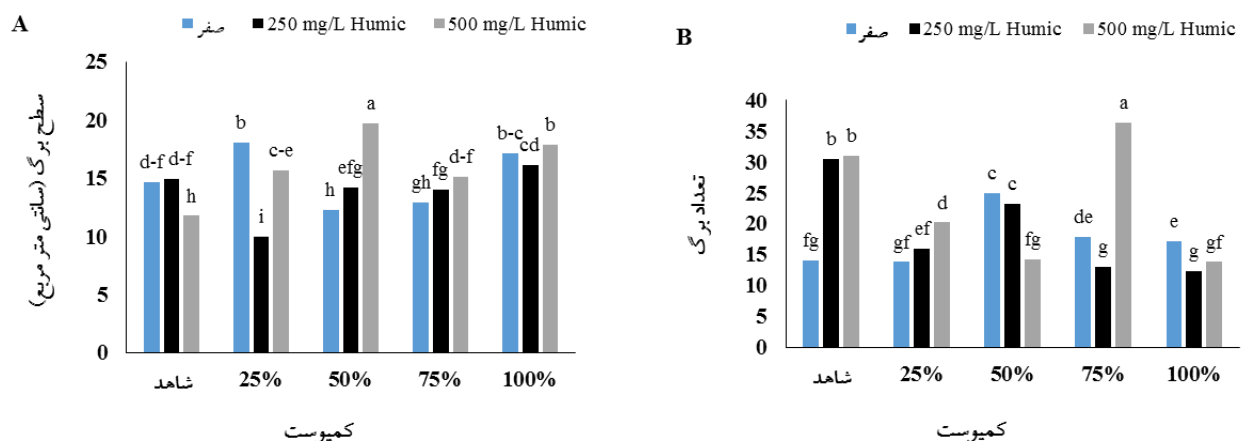 A
صفر 250 mg/L Humic 500 mg/L Humic
سطح برگ (سانتی متر مربع)
25
20
15
10
5
0
d-f d-f h
b i c-e
h efg a
gh fg d-f
b-c cd b
شاهد 25% 50% 75% 100%
کمپوست
B
صفر 250 mg/L Humic 500 mg/L Humic
تعداد برگ
40
35
30
25
20
15
10
5
0
fg b b
gf ef d
c c fg
de g a
e g gf
شاهد 25% 50% 75% 100%
کمپوست